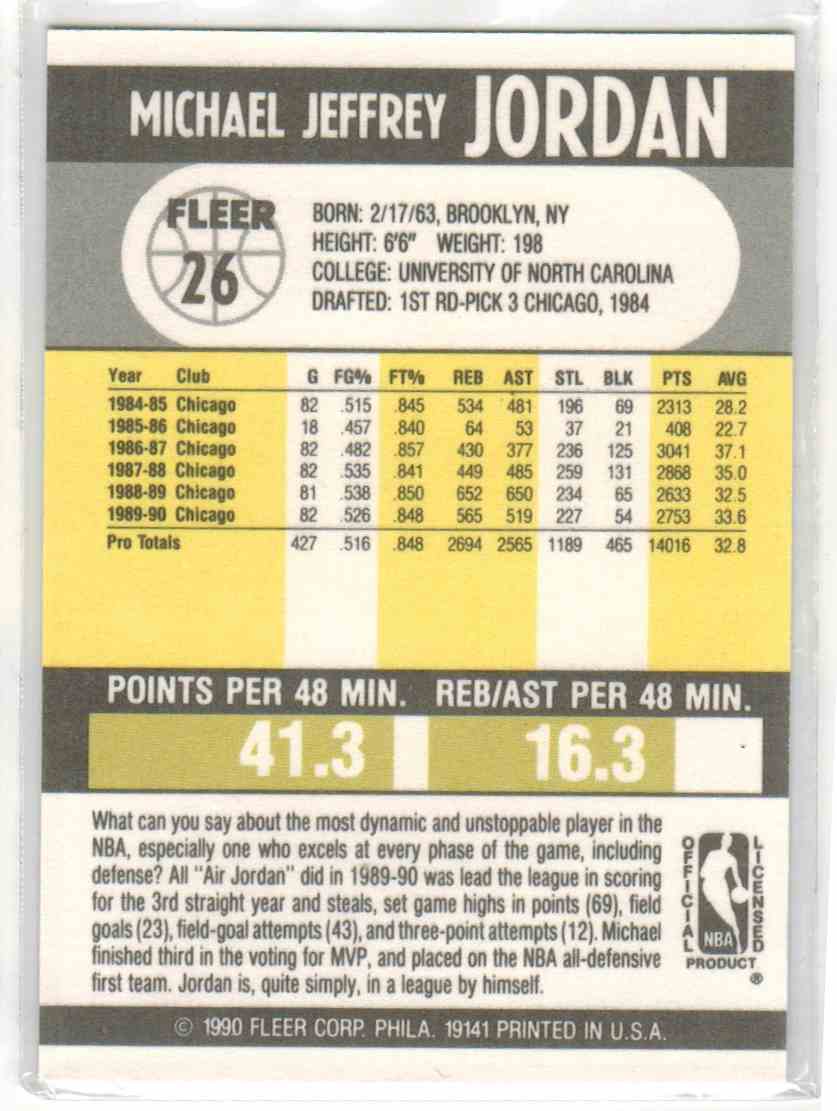 MICHAEL JEFFREY JORDAN
FLEER
26
BORN: 2/17/63, BROOKLYN, NY
HEIGHT: 6'6" WEIGHT: 198
COLLEGE: UNIVERSITY OF NORTH CAROLINA
DRAFTED: 1ST RD-PICK 3 CHICAGO, 1984
Year Club G FG% FT% REB AST STL BLK PTS AVG
1984-85 Chicago 82 .515 .845 534 481 196 69 2313 28.2
1985-86 Chicago 18 .457 .840 64 53 37 21 408 22.7
1986-87 Chicago 82 .482 .857 430 377 236 125 3041 37.1
1987-88 Chicago 82 .535 .841 449 485 259 131 2868 35.0
1988-89 Chicago 81 .538 .850 652 650 234 65 2633 32.5
1989-90 Chicago 82 .526 .848 565 519 227 54 2753 33.6
Pro Totals 427 .516 .848 2694 2565 1189 465 14016 32.8
POINTS PER 48 MIN. REB/AST PER 48 MIN.
41.3 16.3
What can you say about the most dynamic and unstoppable player in the
NBA, especially one who excels at every phase of the game, including
defense? All "Air Jordan" did in 1989-90 was lead the league in scoring
for the 3rd straight year and steals, set game highs in points (69), field
goals (23), field-goal attempts (43), and three-point attempts (12). Michael
finished third in the voting for MVP, and placed on the NBA all-defensive
first team. Jordan is, quite simply, in a league by himself.
OFFICIAL
LICENSED
NBA
PRODUCT
®
© 1990 FLEER CORP. PHILA. 19141 PRINTED IN U.S.A.